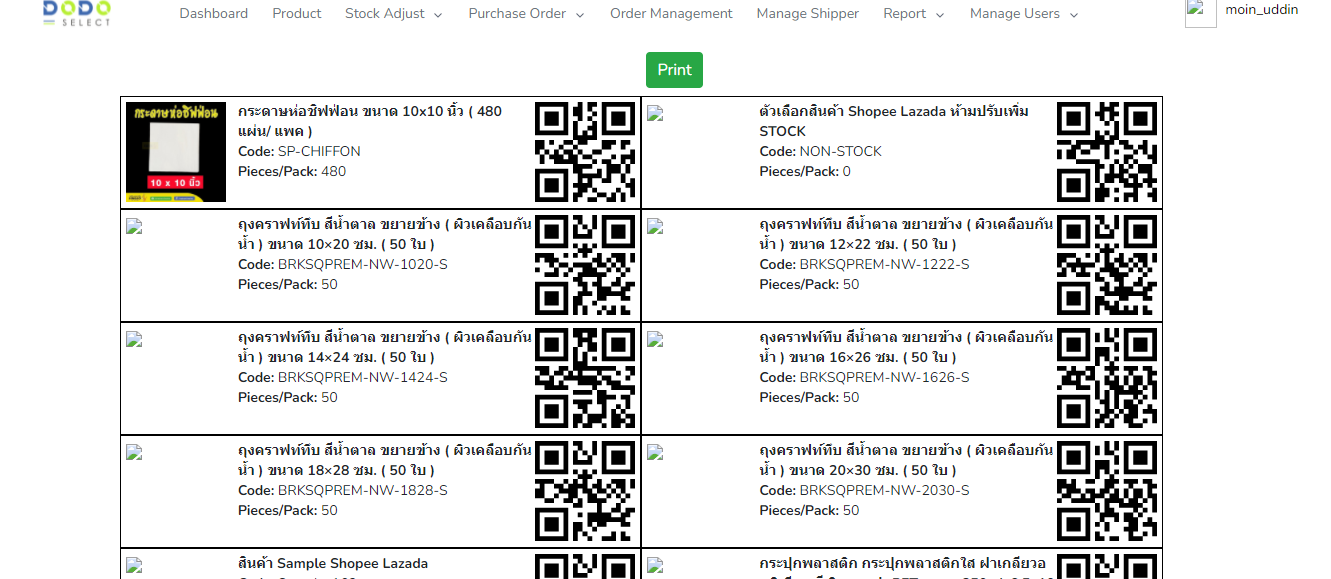 DODO
SELECT
Dashboard Product Stock Adjust Purchase Order Order Management Manage Shipper Report Manage Users moin_uddin
Print
กระดาษห่อชิฟฟ่อน
10 x 10 นิ้ว
กระดาษห่อชิฟฟ่อน ขนาด 10x10 นิ้ว ( 480
แผ่น/ แพค )
Code: SP-CHIFFON
Pieces/Pack: 480
ตัวเลือกสินค้า Shopee Lazada ห้ามปรับเพิ่ม
STOCK
Code: NON-STOCK
Pieces/Pack: 0
ถุงคราฟท์ทึบ สีน้ำตาล ขยายข้าง ( ผิวเคลือบกัน
น้ำ ) ขนาด 10×20 ซม. ( 50 ใบ )
Code: BRKSQPREM-NW-1020-S
Pieces/Pack: 50
ถุงคราฟท์ทึบ สีน้ำตาล ขยายข้าง ( ผิวเคลือบกัน
น้ำ ) ขนาด 12×22 ซม. ( 50 ใบ )
Code: BRKSQPREM-NW-1222-S
Pieces/Pack: 50
ถุงคราฟท์ทึบ สีน้ำตาล ขยายข้าง ( ผิวเคลือบกัน
น้ำ ) ขนาด 14×24 ซม. ( 50 ใบ )
Code: BRKSQPREM-NW-1424-S
Pieces/Pack: 50
ถุงคราฟท์ทึบ สีน้ำตาล ขยายข้าง ( ผิวเคลือบกัน
น้ำ ) ขนาด 16×26 ซม. ( 50 ใบ )
Code: BRKSQPREM-NW-1626-S
Pieces/Pack: 50
ถุงคราฟท์ทึบ สีน้ำตาล ขยายข้าง ( ผิวเคลือบกัน
น้ำ ) ขนาด 18×28 ซม. ( 50 ใบ )
Code: BRKSQPREM-NW-1828-S
Pieces/Pack: 50
ถุงคราฟท์ทึบ สีน้ำตาล ขยายข้าง ( ผิวเคลือบกัน
น้ำ ) ขนาด 20×30 ซม. ( 50 ใบ )
Code: BRKSQPREM-NW-2030-S
Pieces/Pack: 50
สินค้า Sample Shopee Lazada
กระปุกพลาสติก กระปุกพลาสติกใส ฝาเกลียวอ